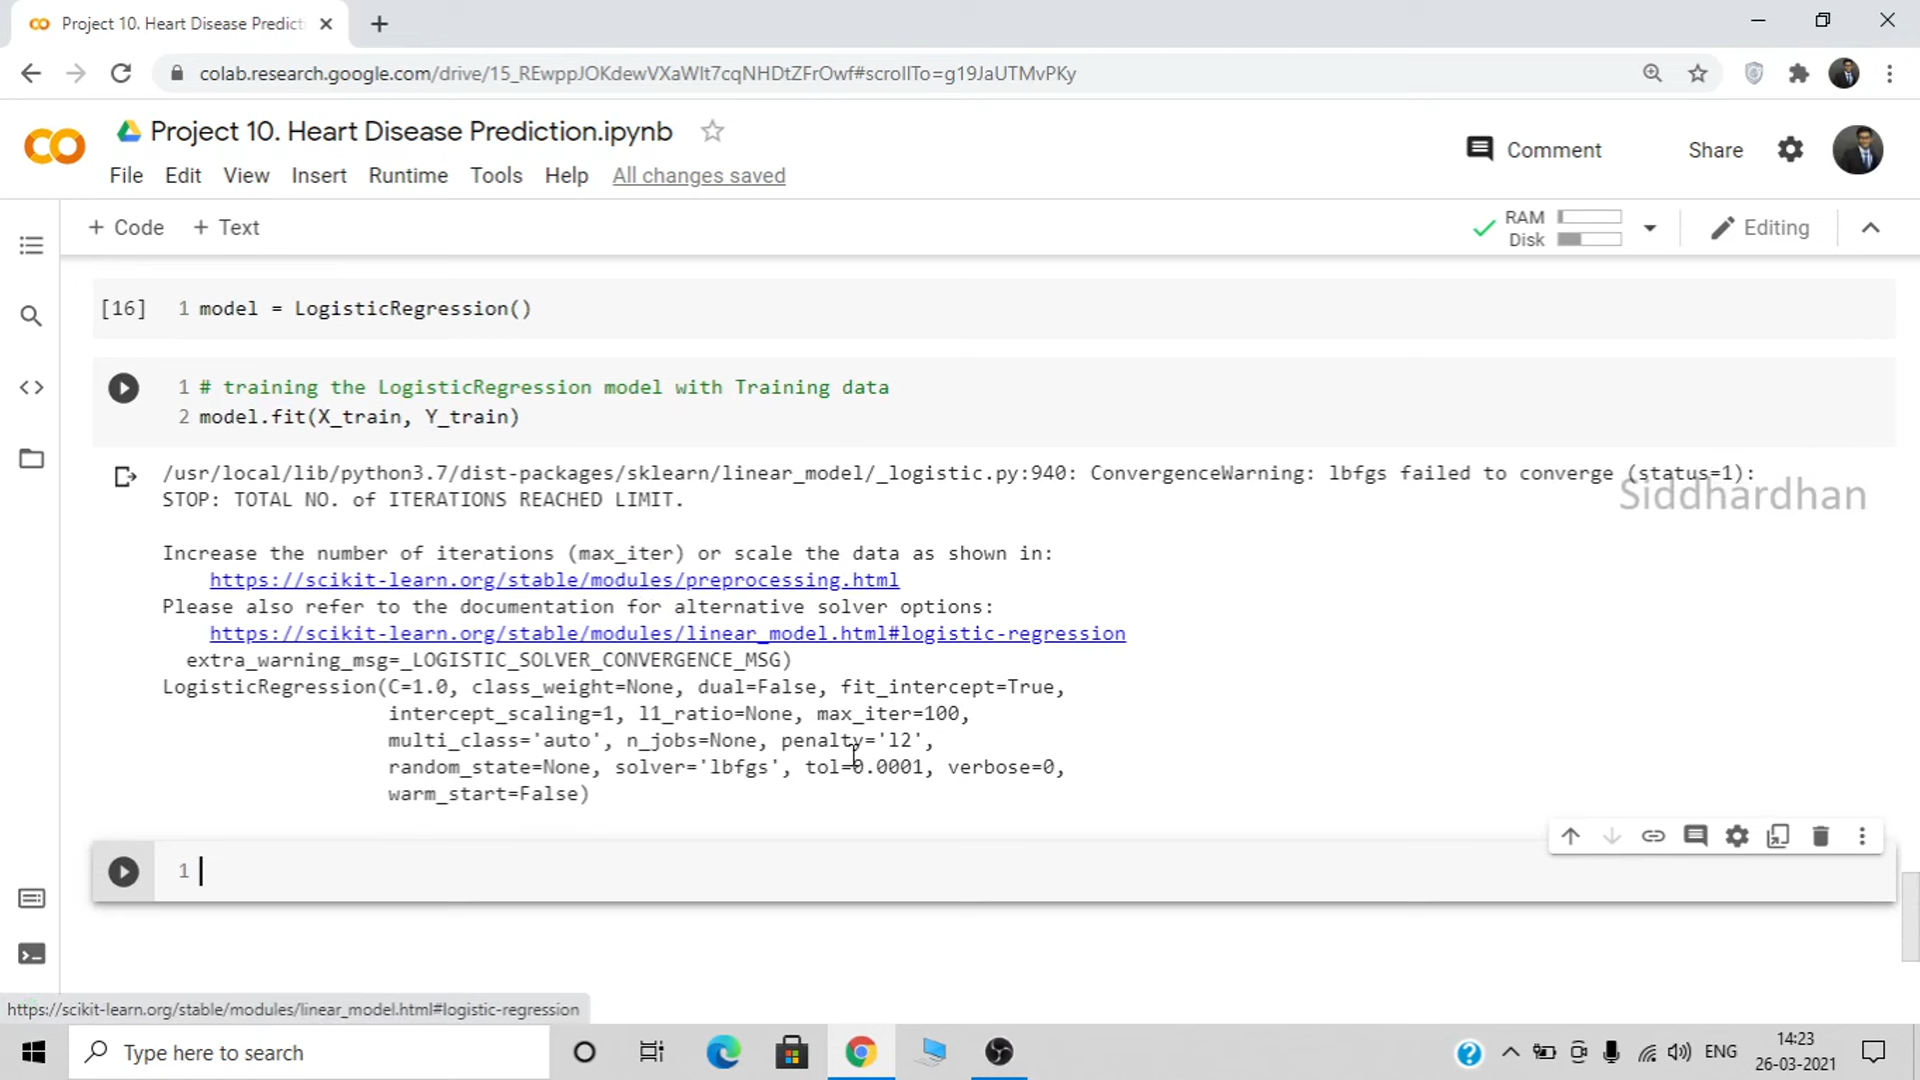 Project 10. Heart Disease Predict
colab.research.google.com/drive/15_REwppJOKdewVXaWIt7cqNHDtZFrOwf#scrollTo=g19JaUTMvPKy
Project 10. Heart Disease Prediction.ipynb
Comment
Share
File Edit View Insert Runtime Tools Help All changes saved
+ Code + Text
RAM
Disk
Editing
[16] 1 model = LogisticRegression()
1 # training the LogisticRegression model with Training data
2 model.fit(X_train, Y_train)
/usr/local/lib/python3.7/dist-packages/sklearn/linear_model/_logistic.py:940: ConvergenceWarning: lbfgs failed to converge (status=1):
STOP: TOTAL NO. of ITERATIONS REACHED LIMIT.
Siddhardhan
Increase the number of iterations (max_iter) or scale the data as shown in:
https://scikit-learn.org/stable/modules/preprocessing.html
Please also refer to the documentation for alternative solver options:
https://scikit-learn.org/stable/modules/linear_model.html#logistic-regression
extra_warning_msg=_LOGISTIC_SOLVER_CONVERGENCE_MSG)
LogisticRegression(C=1.0, class_weight=None, dual=False, fit_intercept=True,
intercept_scaling=1, l1_ratio=None, max_iter=100,
multi_class='auto', n_jobs=None, penalty='l2',
random_state=None, solver='lbfgs', tol=0.0001, verbose=0,
warm_start=False)
1
https://scikit-learn.org/stable/modules/linear_model.html#logistic-regression
Type here to search
ENG
14:23
26-03-2021